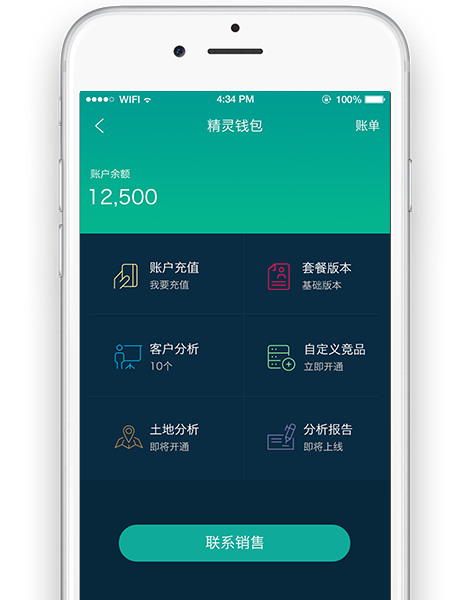 WIFI 4:34 PM 100%
精灵钱包 账单
账户余额
12,500
账户充值 套餐版本
我要充值 基础版本
客户分析 自定义竞品
10个 立即开通
土地分析 分析报告
即将开通 即将上线
联系销售